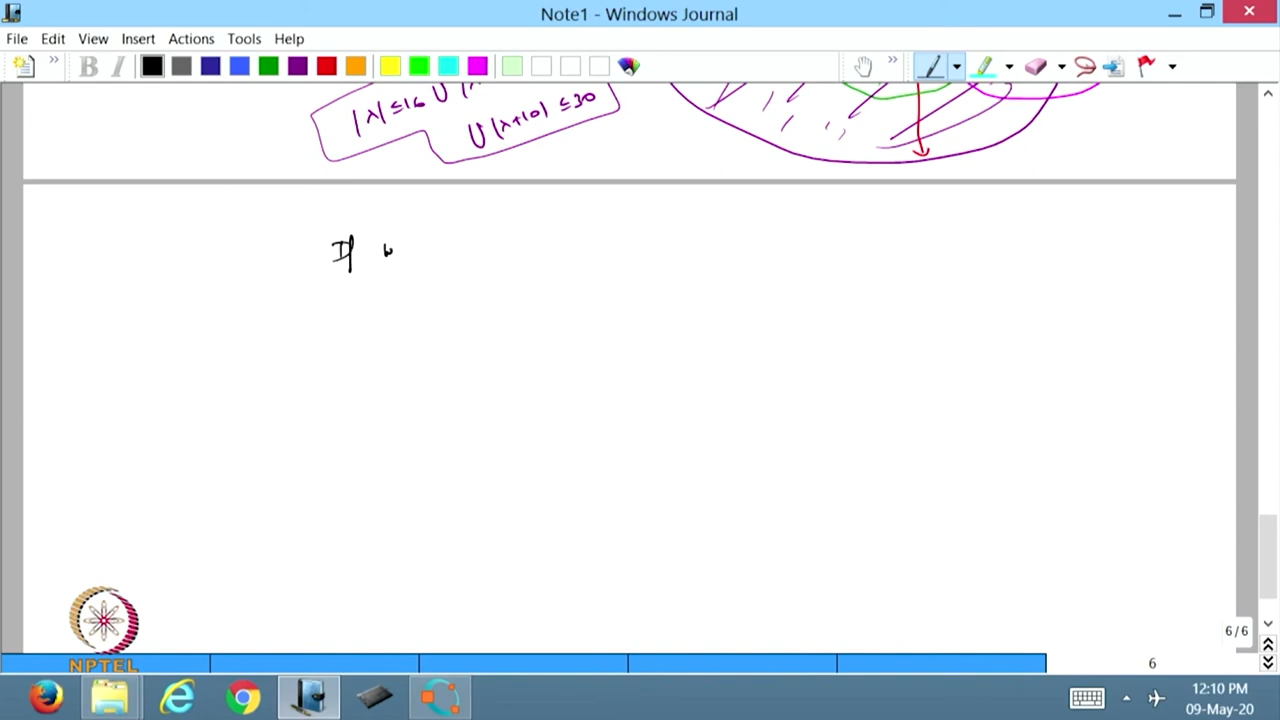 Note1 - Windows Journal
File Edit View Insert Actions Tools Help
|λ| ≤ 16 ∪ |λ
∪ |λ+10| ≤ 30
If
6 / 6
NPTEL
6
12:10 PM
09-May-20